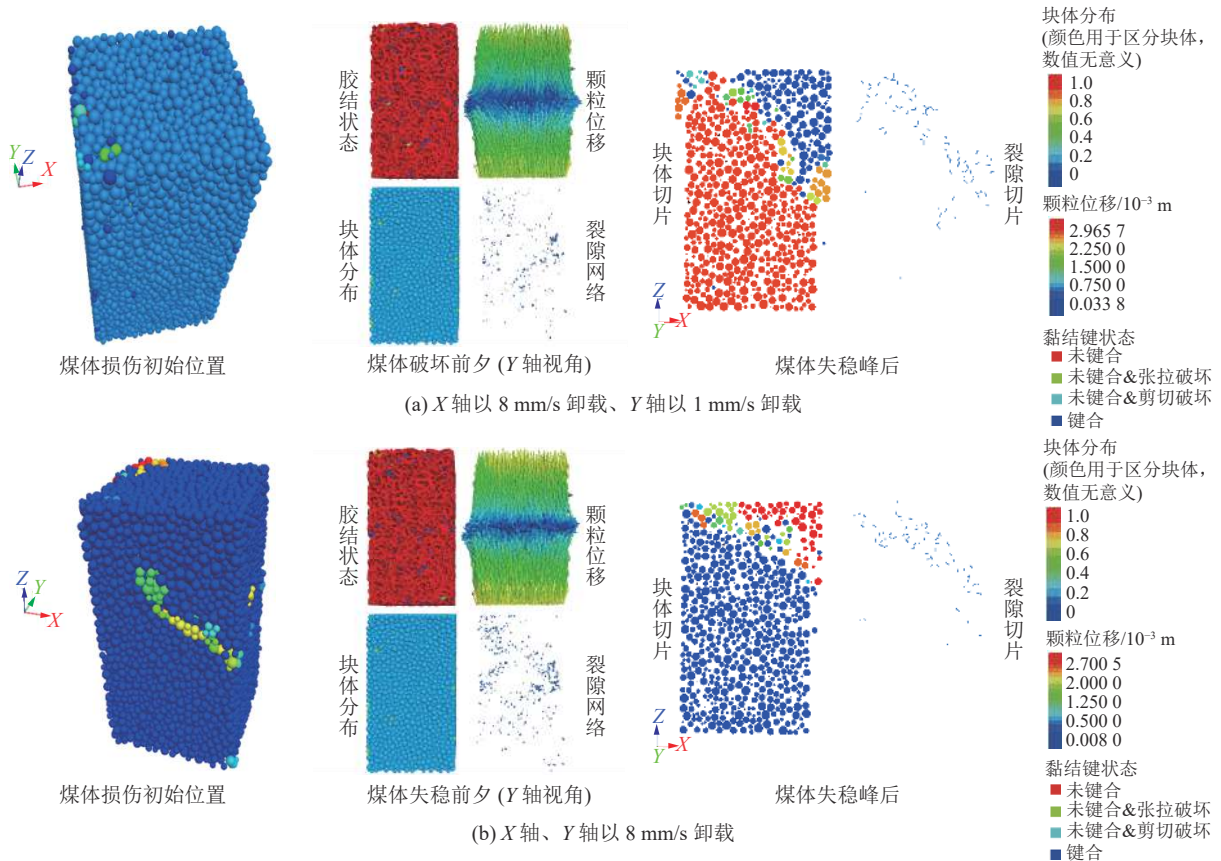 Y Z X
煤体损伤初始位置
胶结状态
颗粒位移
块体分布
裂隙网络
煤体破坏前夕 (Y 轴视角)
块体切片
裂隙切片
Z
Y X
煤体失稳峰后
(a) X 轴以 8 mm/s 卸载、Y 轴以 1 mm/s 卸载
块体分布
(颜色用于区分块体,
数值无意义)
1.0
0.8
0.6
0.4
0.2
0
颗粒位移/10⁻³ m
2.965 7
2.250 0
1.500 0
0.750 0
0.033 8
黏结键状态
未键合
未键合&张拉破坏
未键合&剪切破坏
键合
Z Y
X
煤体损伤初始位置
胶结状态
颗粒位移
块体分布
裂隙网络
煤体失稳前夕 (Y 轴视角)
块体切片
裂隙切片
Z
Y X
煤体失稳峰后
(b) X 轴、Y 轴以 8 mm/s 卸载
块体分布
(颜色用于区分块体,
数值无意义)
1.0
0.8
0.6
0.4
0.2
0
颗粒位移/10⁻³ m
2.700 5
2.000 0
1.250 0
0.500 0
0.008 0
黏结键状态
未键合
未键合&张拉破坏
未键合&剪切破坏
键合